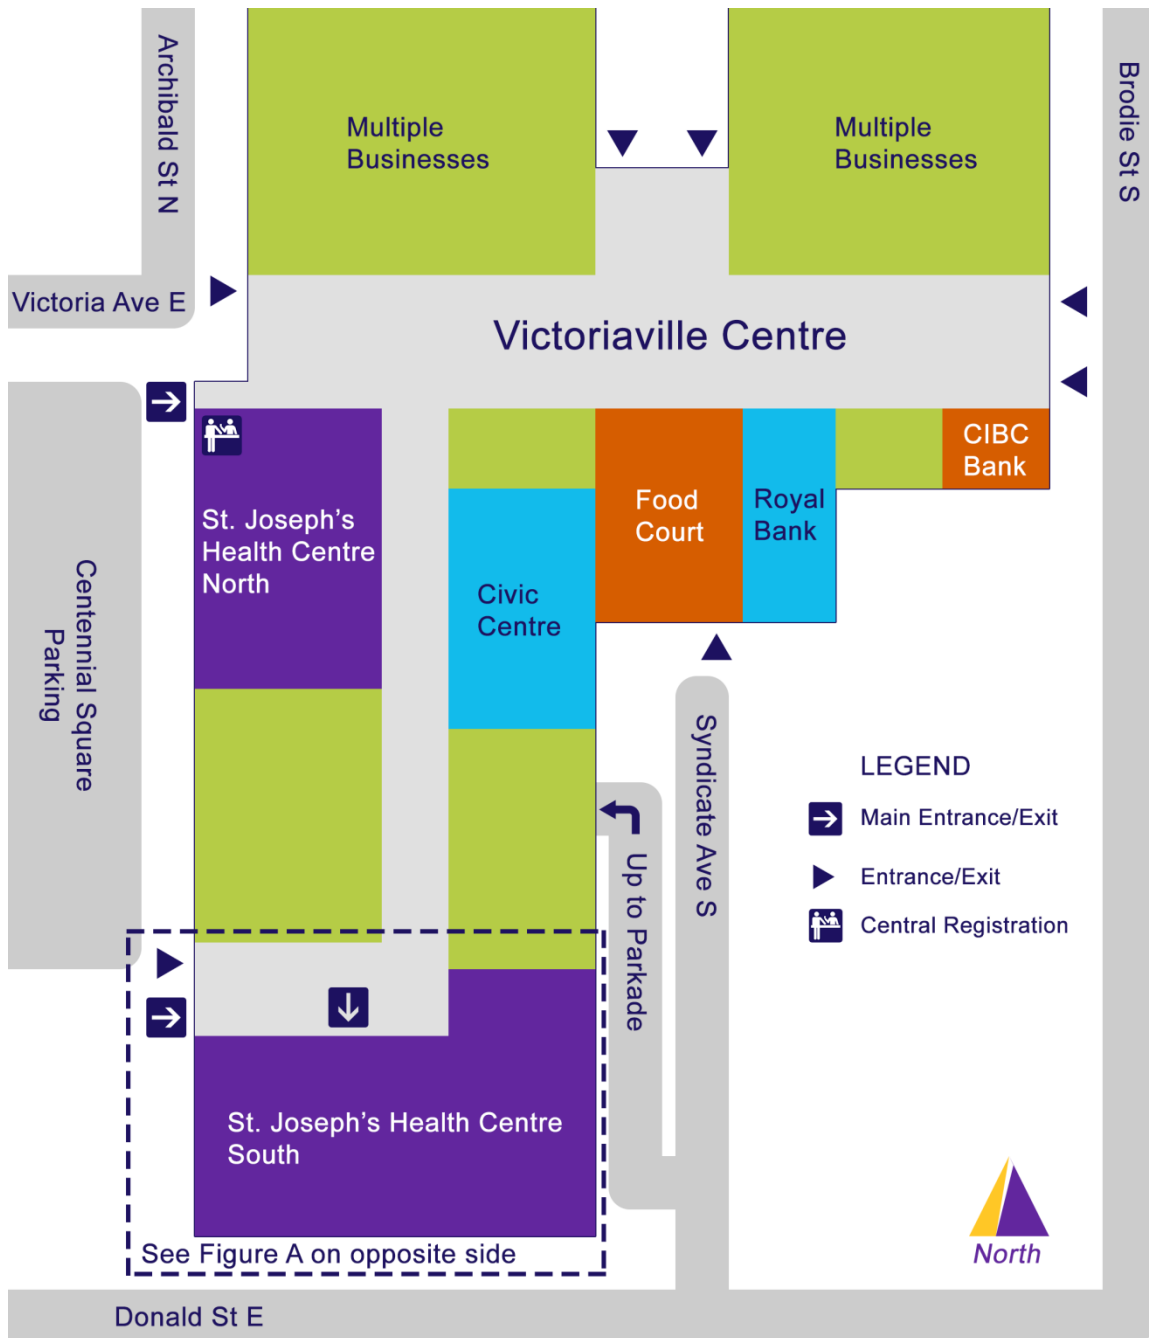 Archibald St N
Multiple
Businesses
Multiple
Businesses
Brodie St S
Victoria Ave E
Victoriaville Centre
CIBC
Bank
St. Joseph's
Health Centre
North
Food
Court
Royal
Bank
Civic
Centre
Centennial Square
Parking
Syndicate Ave S
Up to Parkade
LEGEND
Main Entrance/Exit
Entrance/Exit
Central Registration
St. Joseph's Health Centre
South
See Figure A on opposite side
North
Donald St E